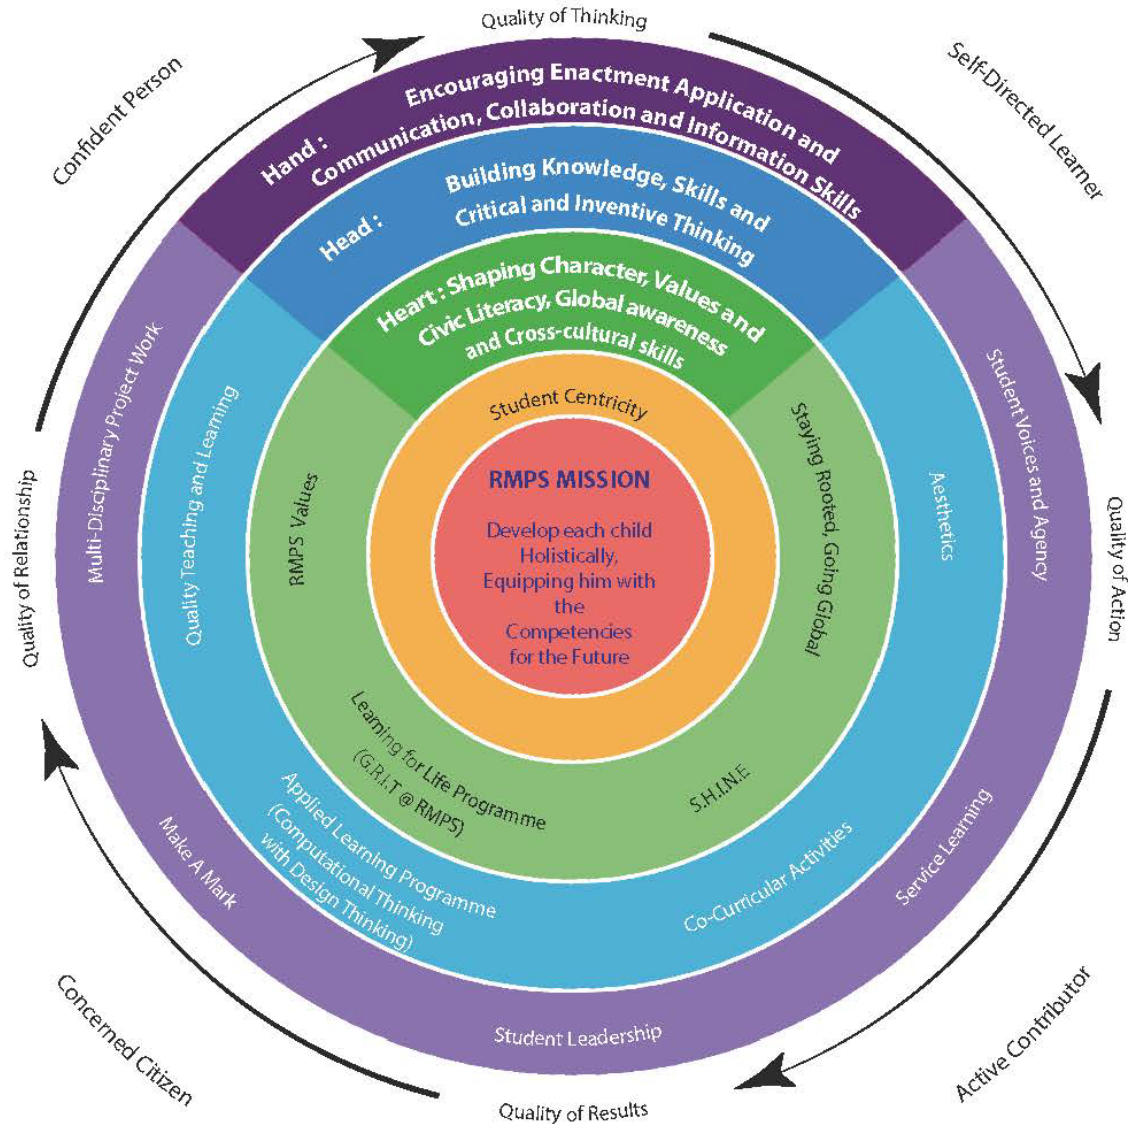 Quality of Thinking
Confident Person
Self-Directed Learner
Hand : Encouraging Enactment Application and
Communication, Collaboration and Information Skills
Head : Building Knowledge, Skills and
Critical and Inventive Thinking
Heart : Shaping Character, Values and
Civic Literacy, Global awareness
and Cross-cultural skills
Student Centricity
RMPS MISSION
Develop each child
Holistically,
Equipping him with
the
Competencies
for the Future
Quality of Relationship
Multi-Disciplinary Project Work
Quality Teaching and Learning
RMPS Values
Staying Rooted, Going Global
Aesthetics
Student Voices and Agency
Quality of Action
Learning for Life Programme
(G.R.I.T @ RMPS)
S.H.I.N.E
Applied Learning Programme
(Computational Thinking
with Design Thinking)
Co-Curricular Activities
Make A Mark
Service Learning
Student Leadership
Concerned Citizen
Active Contributor
Quality of Results